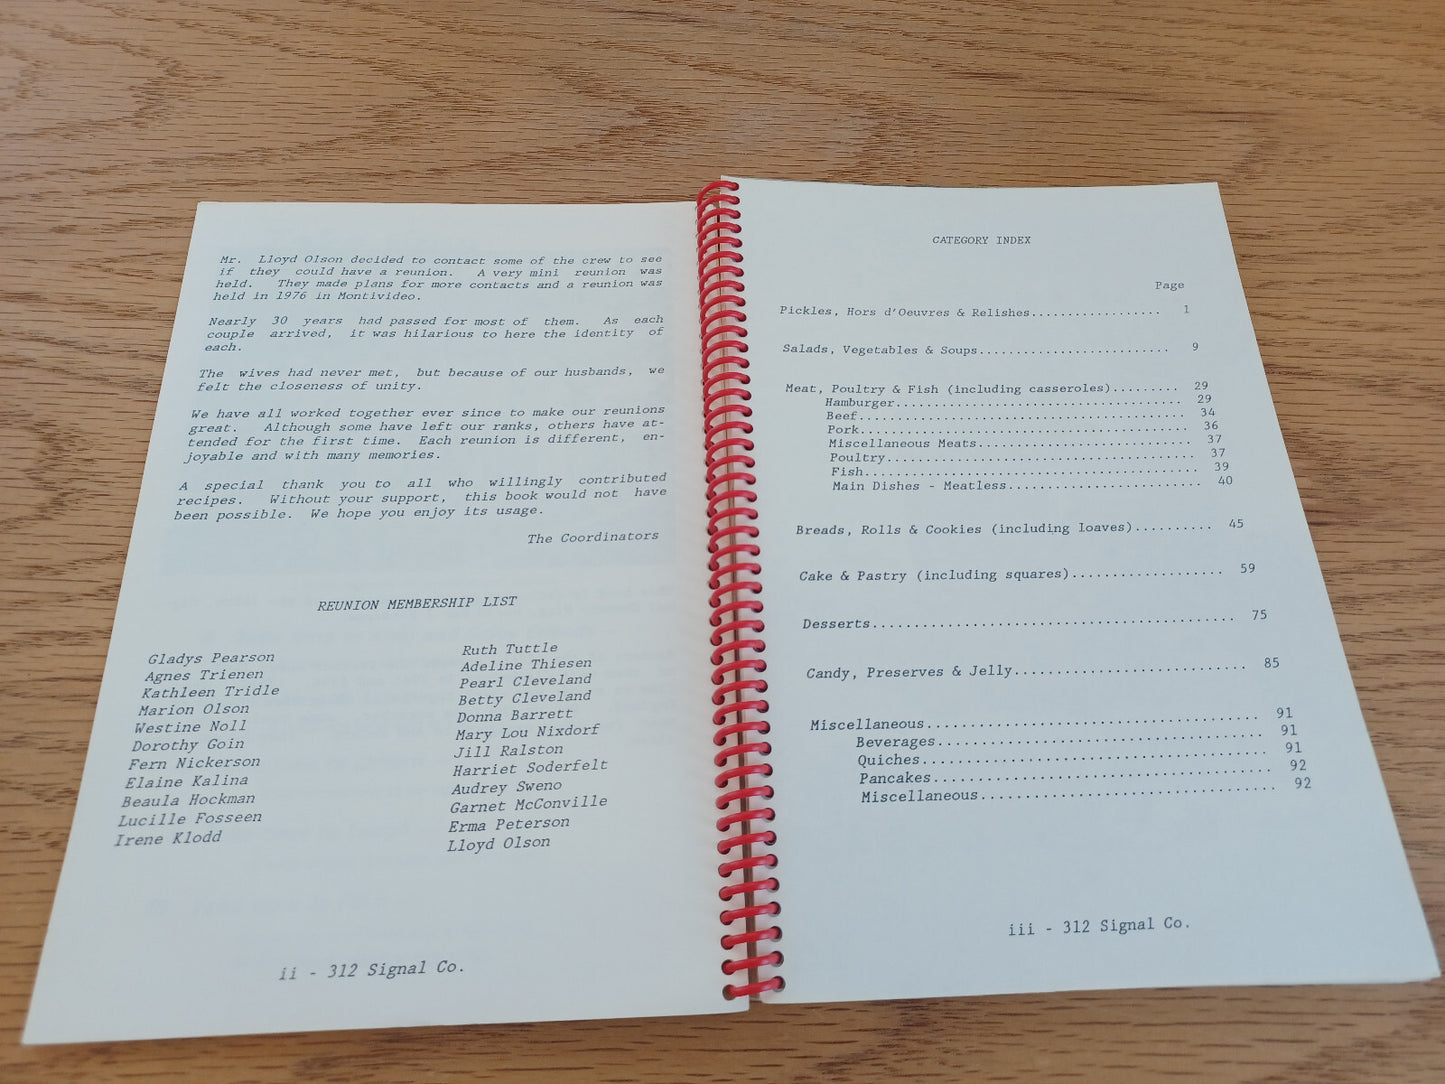 Mr. Lloyd Olson decided to contact some of the crew to see
if they could have a reunion. A very mini reunion was
held. They made plans for more contacts and a reunion was
held in 1976 in Montivideo.
Nearly 30 years had passed for most of them. As each
couple arrived, it was hilarious to here the identity of
each.
The wives had never met, but because of our husbands, we
felt the closeness of unity.
We have all worked together ever since to make our reunions
great. Although some have left our ranks, others have at-
tended for the first time. Each reunion is different, en-
joyable and with many memories.
A special thank you to all who willingly contributed
recipes. Without your support, this book would not have
been possible. We hope you enjoy its usage.
The Coordinators
REUNION MEMBERSHIP LIST
Gladys Pearson
Agnes Trienen
Kathleen Tridle
Marion Olson
Westine Noll
Dorothy Goin
Fern Nickerson
Elaine Kalina
Beaula Hockman
Lucille Fosseen
Irene Klodd
Ruth Tuttle
Adeline Thiesen
Pearl Cleveland
Betty Cleveland
Donna Barrett
Mary Lou Nixdorf
Jill Ralston
Harriet Soderfelt
Audrey Sweno
Garnet McConville
Erma Peterson
Lloyd Olson
ii - 312 Signal Co.
CATEGORY INDEX
Page
Pickles, Hors d'Oeuvres & Relishes.................. 1
Salads, Vegetables & Soups.......................... 9
Meat, Poultry & Fish (including casseroles)......... 29
Hamburger....................................... 29
Beef............................................ 34
Pork............................................ 36
Miscellaneous Meats............................. 37
Poultry......................................... 37
Fish............................................ 39
Main Dishes - Meatless.......................... 40
Breads, Rolls & Cookies (including loaves).......... 45
Cake & Pastry (including squares)................... 59
Desserts............................................ 75
Candy, Preserves & Jelly............................ 85
Miscellaneous....................................... 91
Beverages....................................... 91
Quiches......................................... 91
Pancakes........................................ 92
Miscellaneous................................... 92
iii - 312 Signal Co.